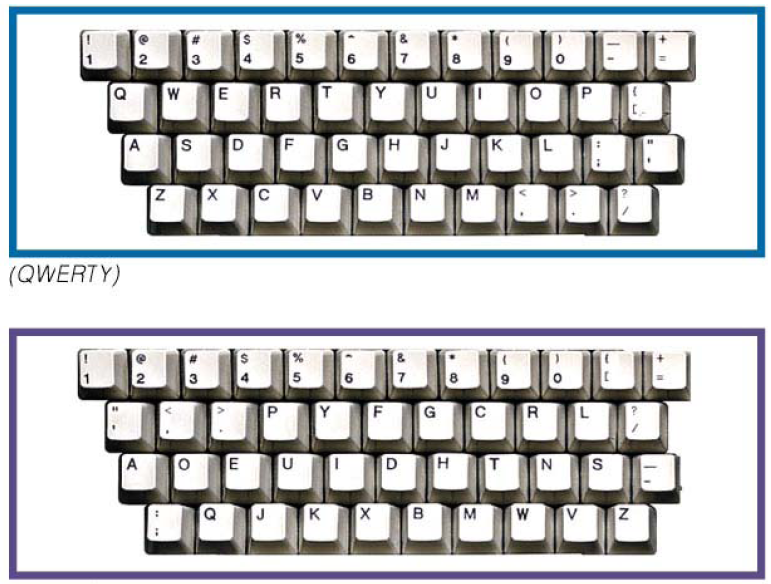 ! @ # $ % ^ & * ( ) — +
1 2 3 4 5 6 7 8 9 0 - =
Q W E R T Y U I O P {
[
A S D F G H J K L : "
; '
Z X C V B N M < > ?
, . /
(QWERTY)
! @ # $ % ^ & * ( ) { +
1 2 3 4 5 6 7 8 9 0 [ =
" < > P Y F G C R L ?
' , . /
A O E U I D H T N S —
-
: Q J K X B M W V Z
;